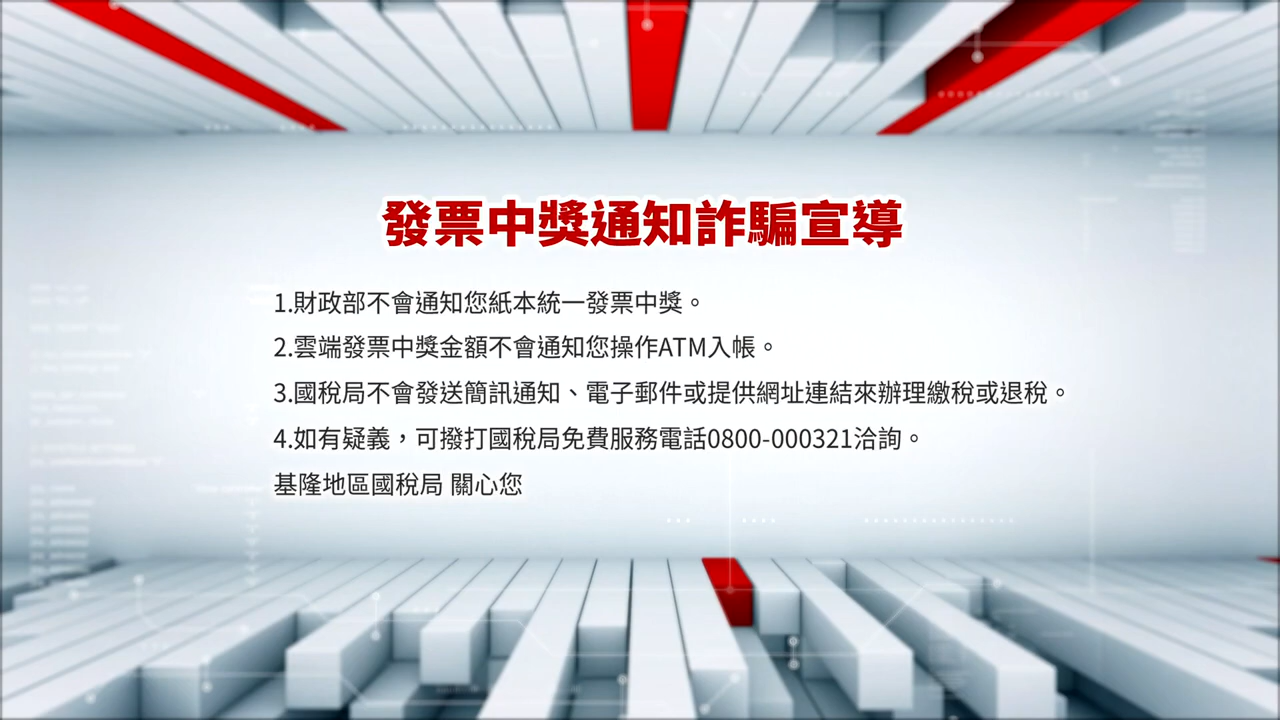 發票中獎通知詐騙宣導
1.財政部不會通知您紙本統一發票中獎。
2.雲端發票中獎金額不會通知您操作ATM入帳。
3.國稅局不會發送簡訊通知、電子郵件或提供網址連結來辦理繳稅或退稅。
4.如有疑義，可撥打國稅局免費服務電話0800-000321洽詢。
基隆地區國稅局 關心您